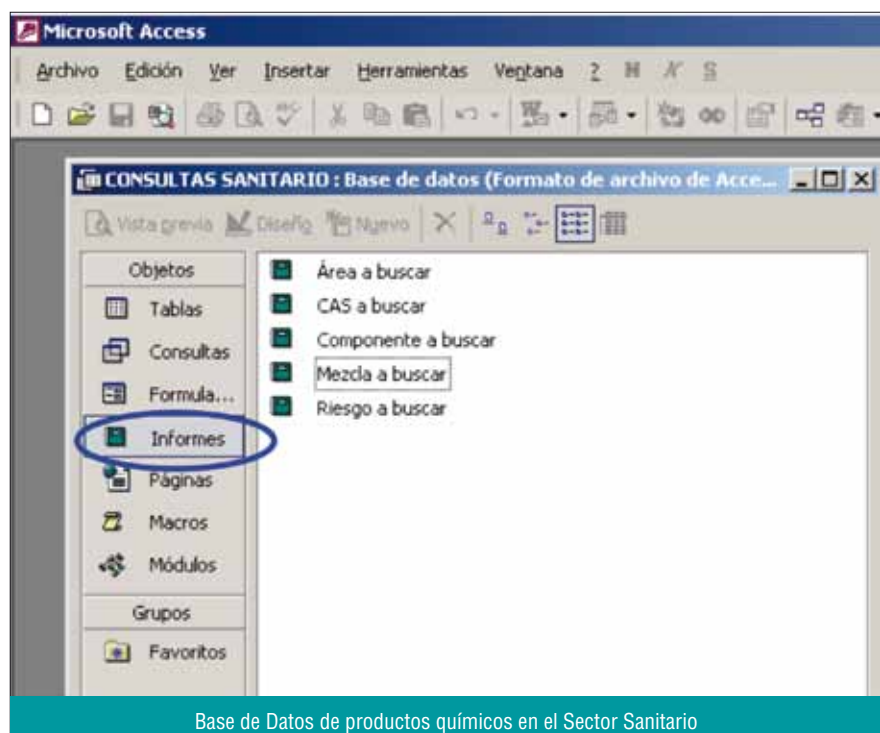 Microsoft Access
Archivo Edición Ver Insertar Herramientas Ventana ? N K S
CONSULTAS SANITARIO : Base de datos (Formato de archivo de Acce...
Vista previa Diseño Nuevo
Objetos
Tablas
Consultas
Formula...
Informes
Páginas
Macros
Módulos
Grupos
Favoritos
Área a buscar
CAS a buscar
Componente a buscar
Mezcla a buscar
Riesgo a buscar
Base de Datos de productos químicos en el Sector Sanitario